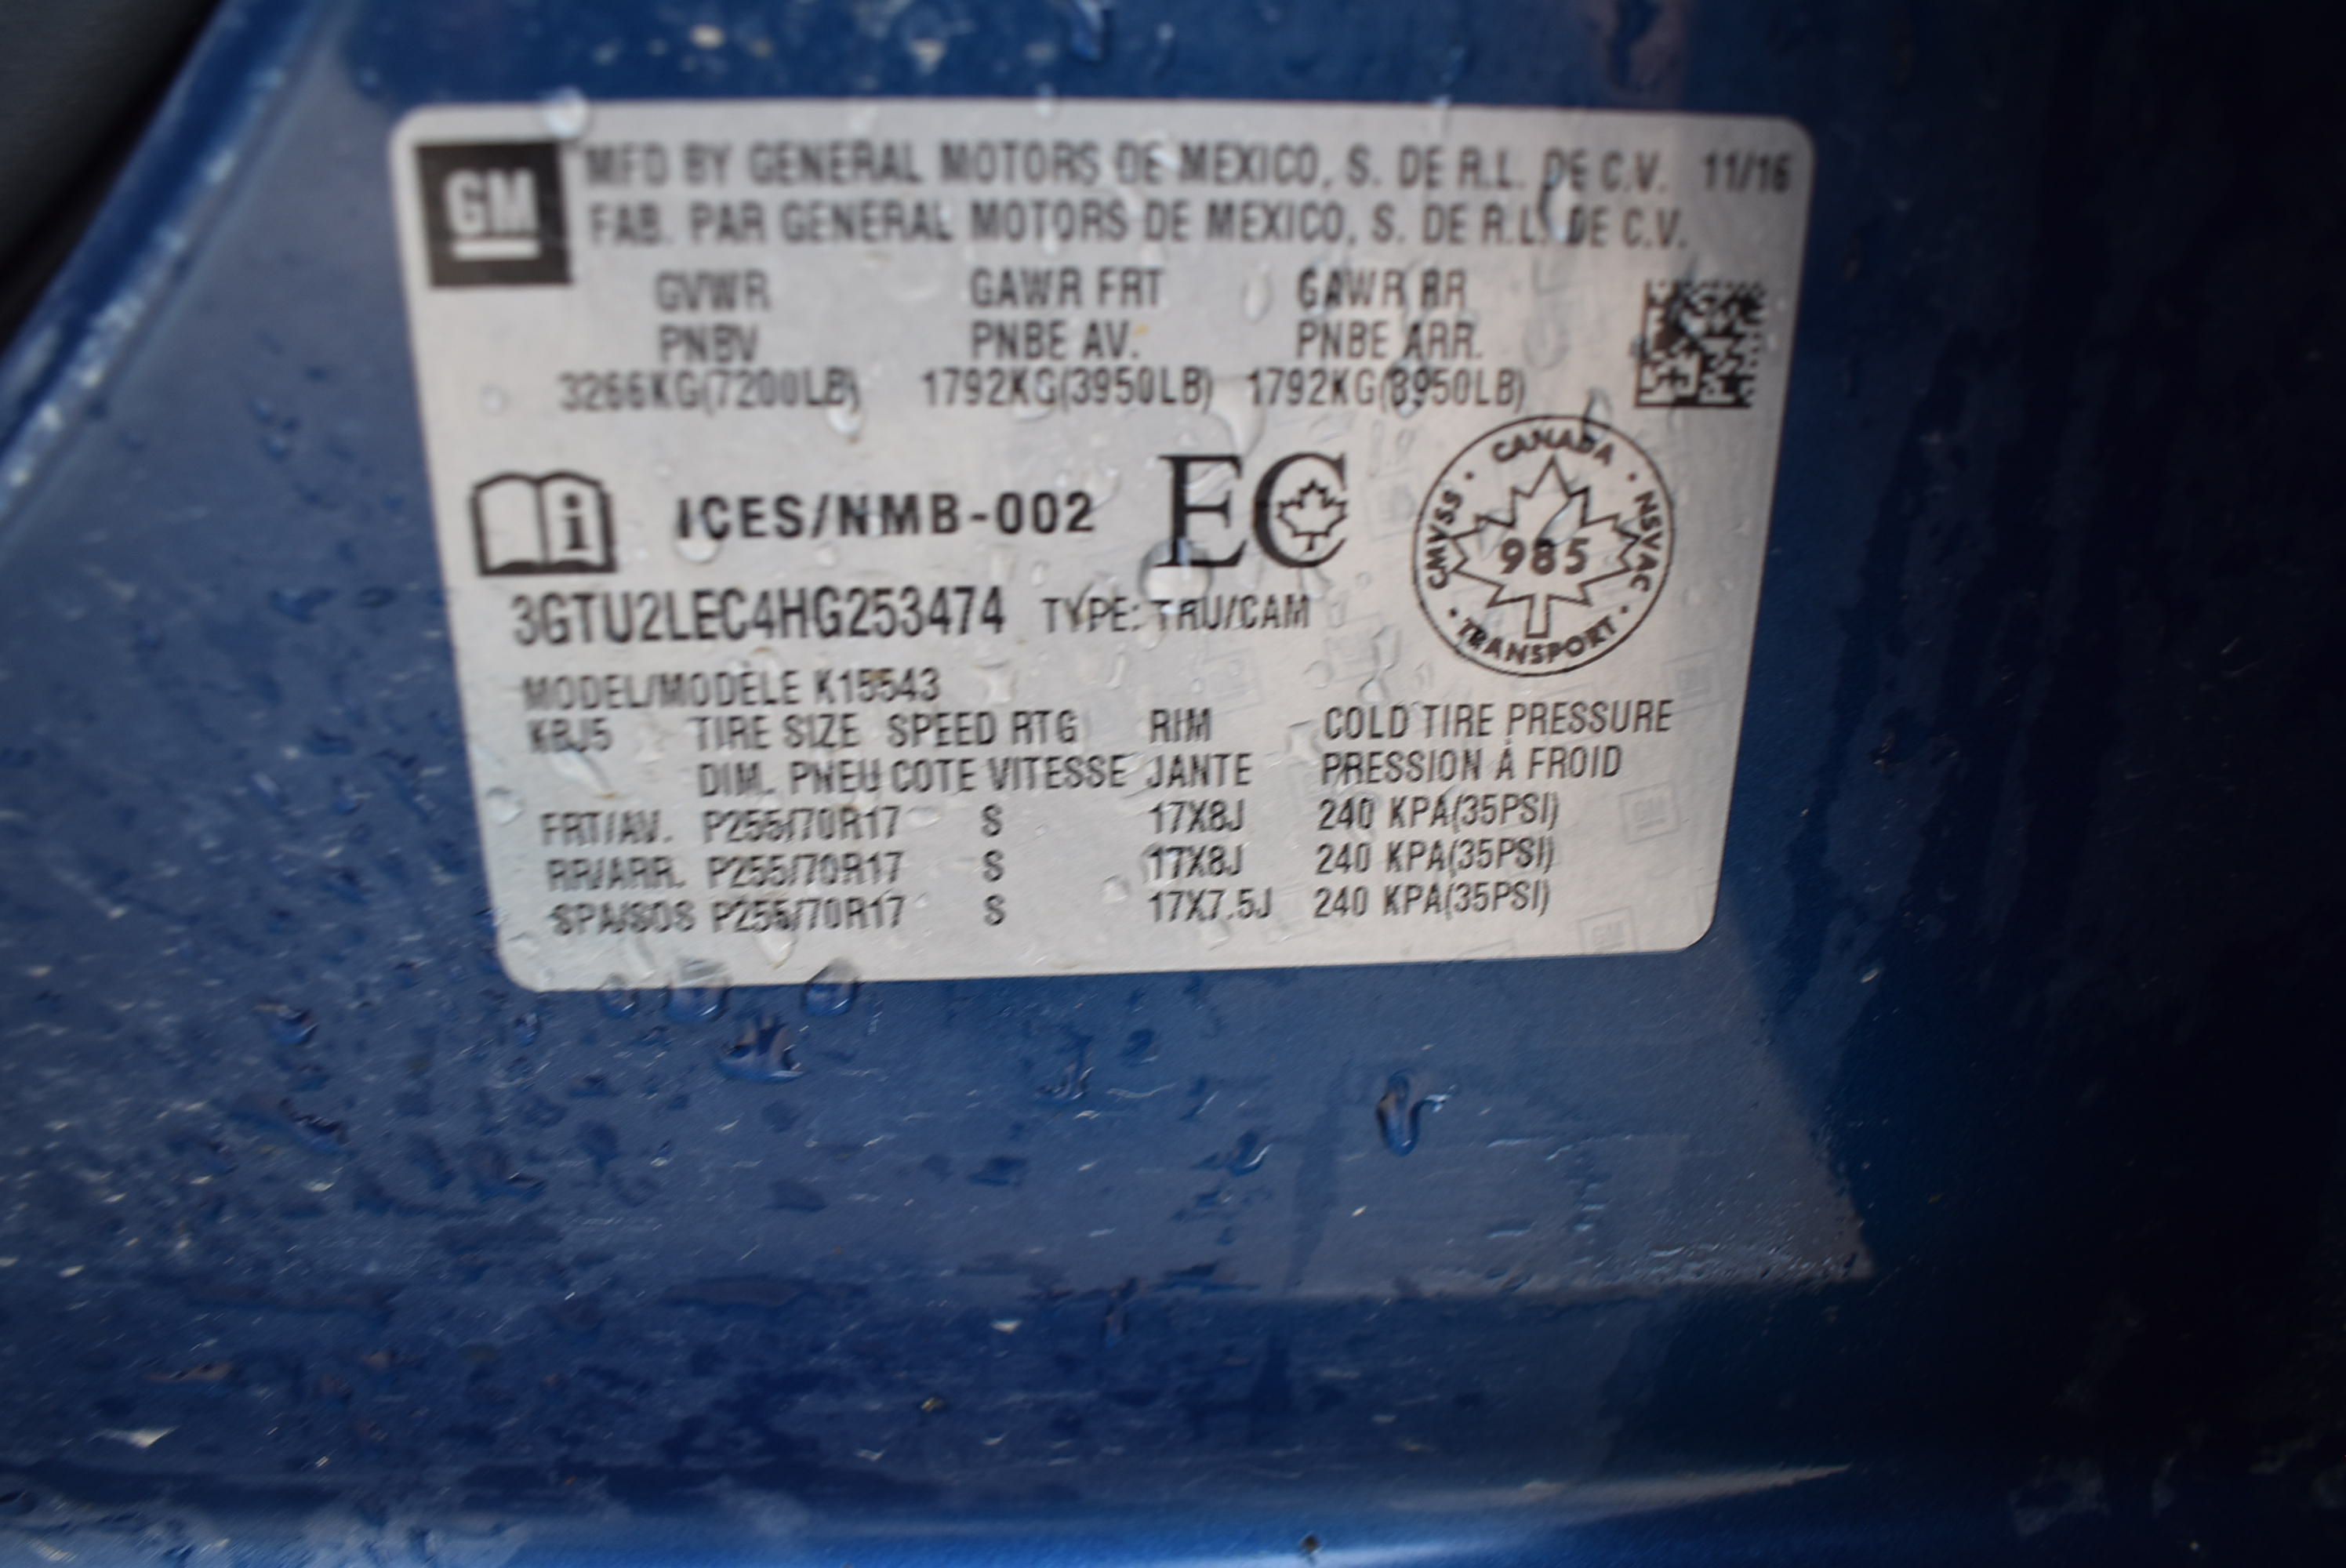 GM
MFD BY GENERAL MOTORS DE MEXICO, S. DE R.L. DE C.V. 11/16
FAB. PAR GENERAL MOTORS DE MEXICO, S. DE R.L. DE C.V.
GVWR GAWR FRT GAWR RR
PNBV PNBE AV. PNBE ARR.
3266KG(7200LB) 1792KG(3950LB) 1792KG(3950LB)
i ICES/NMB-002 EC
CANADA
CMVSS 985 NSVAC
TRANSPORT
3GTU2LEC4HG253474 TYPE: TRU/CAM
MODEL/MODÈLE K15543
KBJ5 TIRE SIZE SPEED RTG RIM COLD TIRE PRESSURE
DIM. PNEU COTE VITESSE JANTE PRESSION À FROID
FRT/AV. P255/70R17 S 17X8J 240 KPA(35PSI)
RR/ARR. P255/70R17 S 17X8J 240 KPA(35PSI)
SPA/SOS P255/70R17 S 17X7.5J 240 KPA(35PSI)